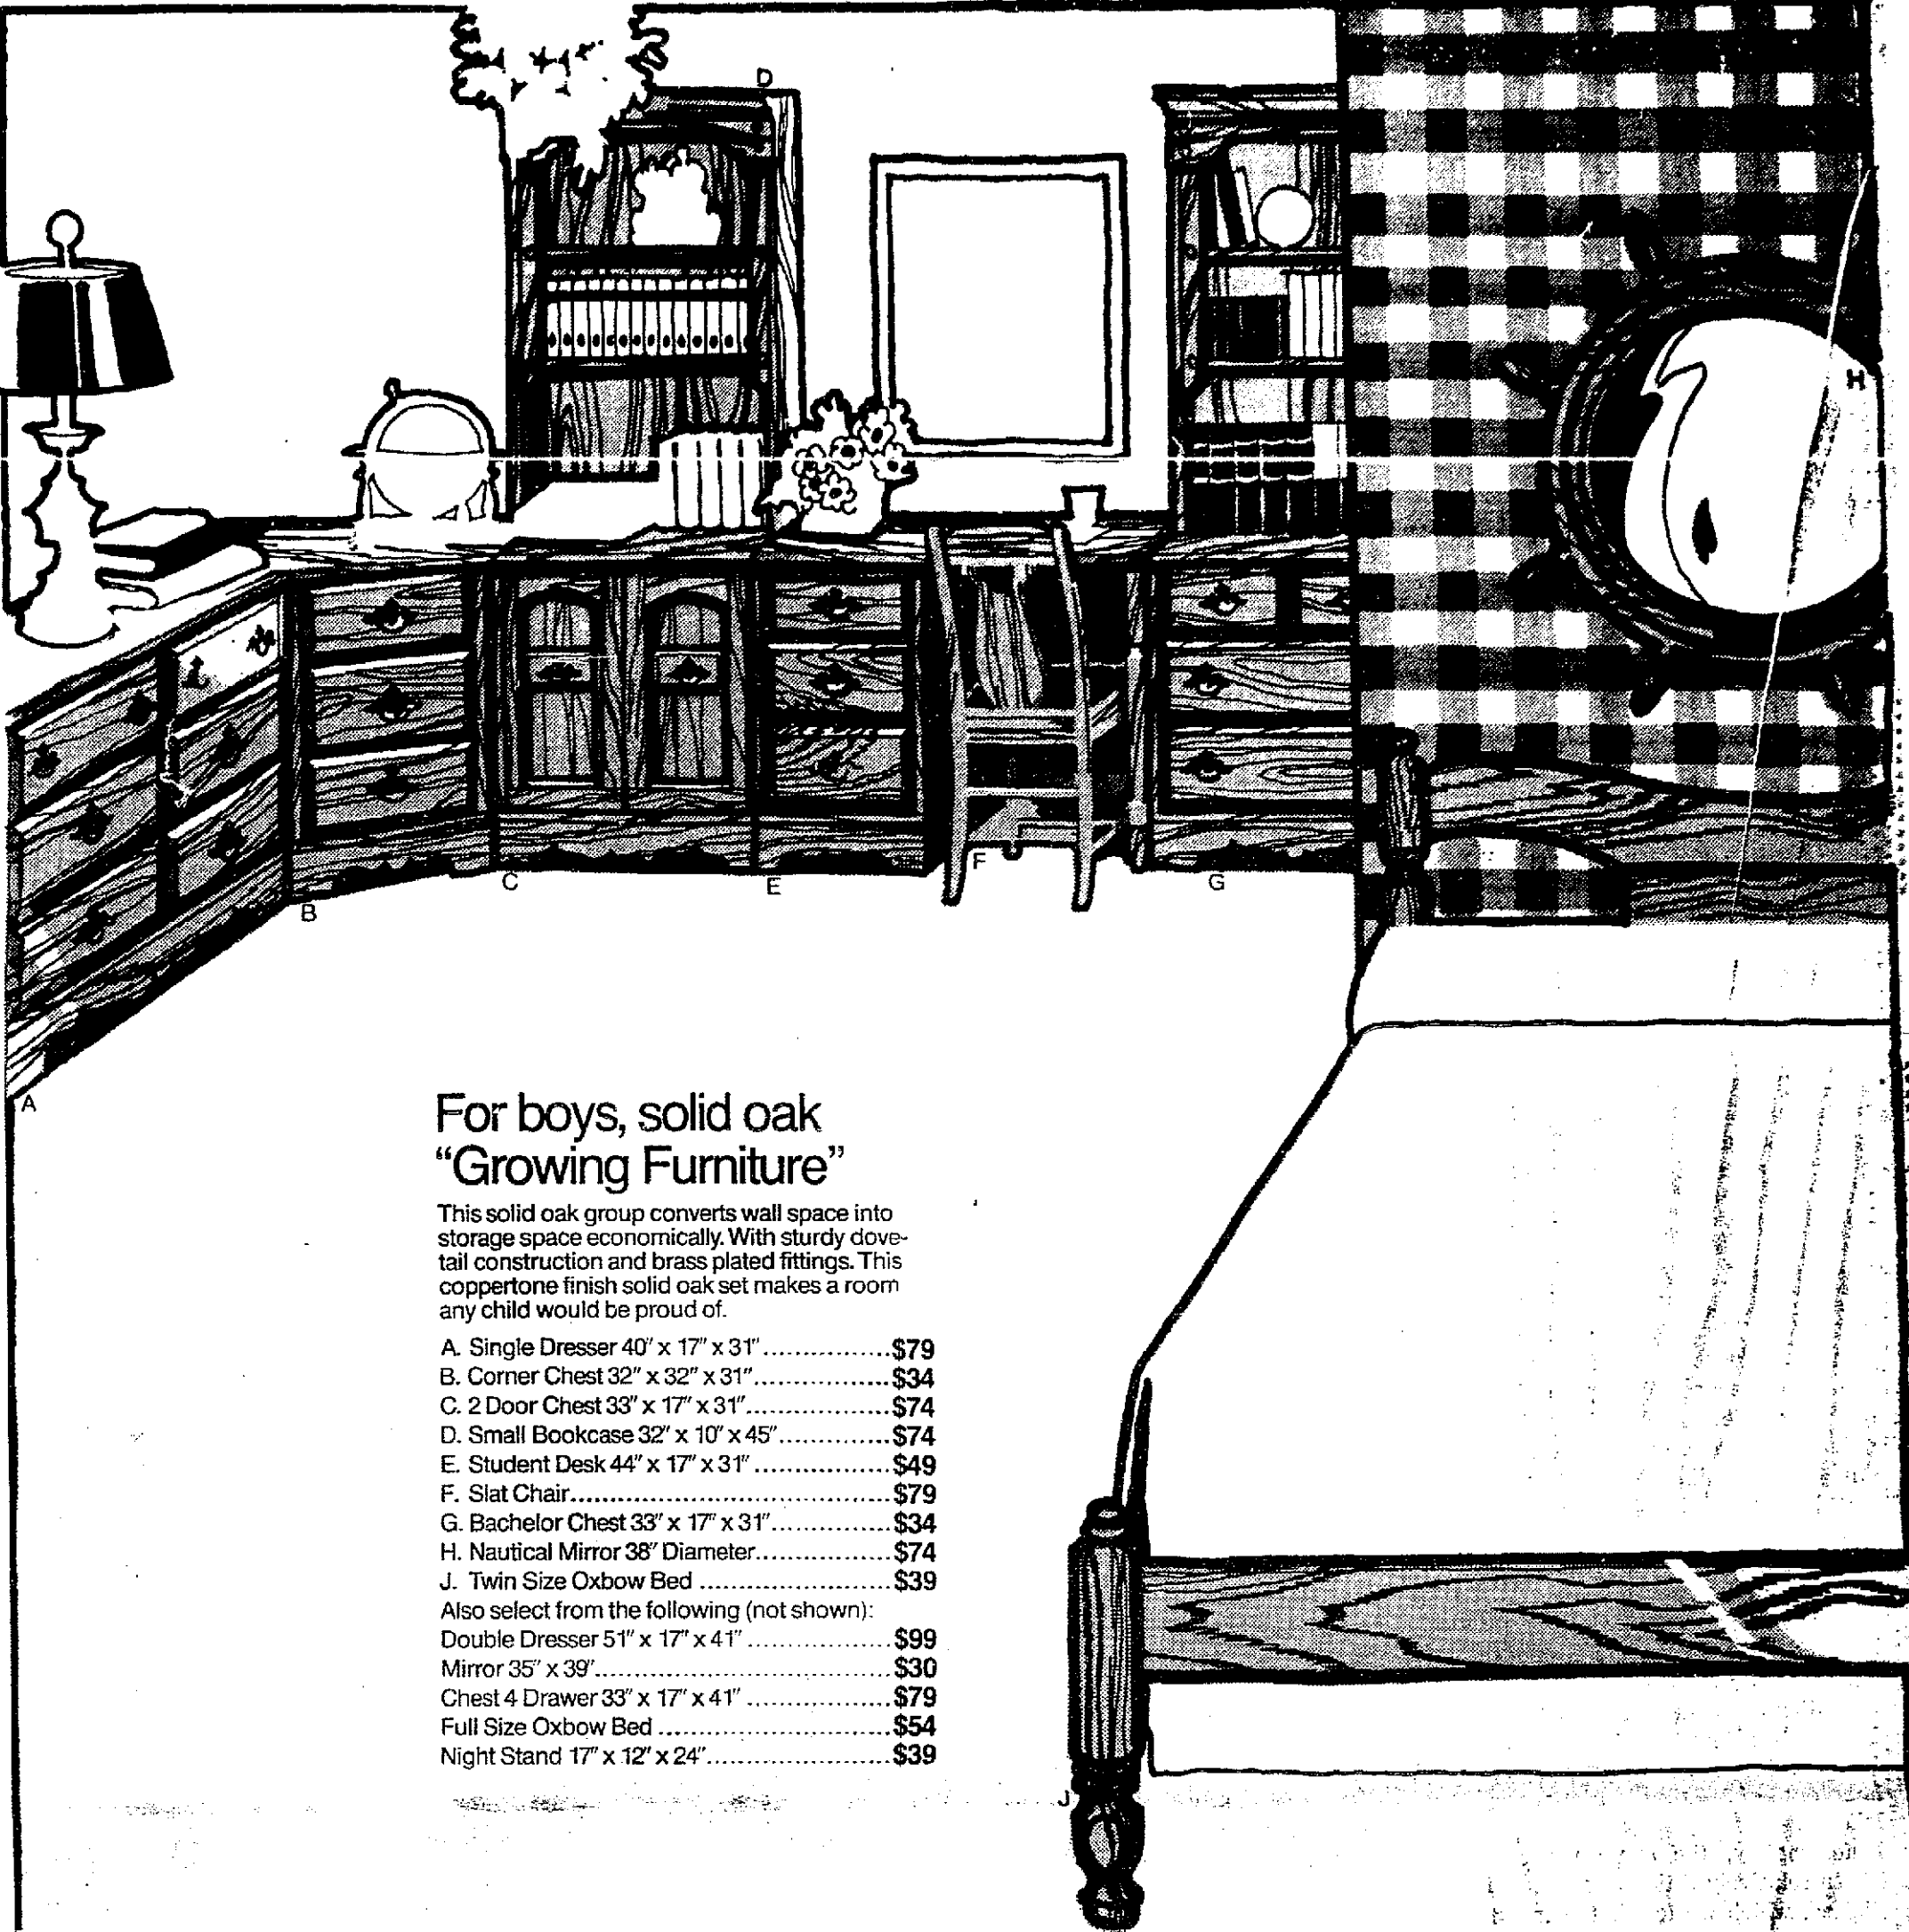 D
H
F
C
E
G
B
A
For boys, solid oak
“Growing Furniture”
This solid oak group converts wall space into
storage space economically. With sturdy dove-
tail construction and brass plated fittings. This
coppertone finish solid oak set makes a room
any child would be proud of.
A. Single Dresser 40" x 17" x 31"................$79
B. Corner Chest 32" x 32" x 31".................$34
C. 2 Door Chest 33" x 17" x 31"..................$74
D. Small Bookcase 32" x 10" x 45"..............$74
E. Student Desk 44" x 17" x 31" .................$49
F. Slat Chair........................................$79
G. Bachelor Chest 33" x 17" x 31"...............$34
H. Nautical Mirror 38" Diameter.................$74
J. Twin Size Oxbow Bed ........................$39
Also select from the following (not shown):
Double Dresser 51" x 17" x 41" ..................$99
Mirror 35" x 39".....................................$30
Chest 4 Drawer 33" x 17" x 41" ..................$79
Full Size Oxbow Bed .............................$54
Night Stand 17" x 12" x 24".......................$39
J